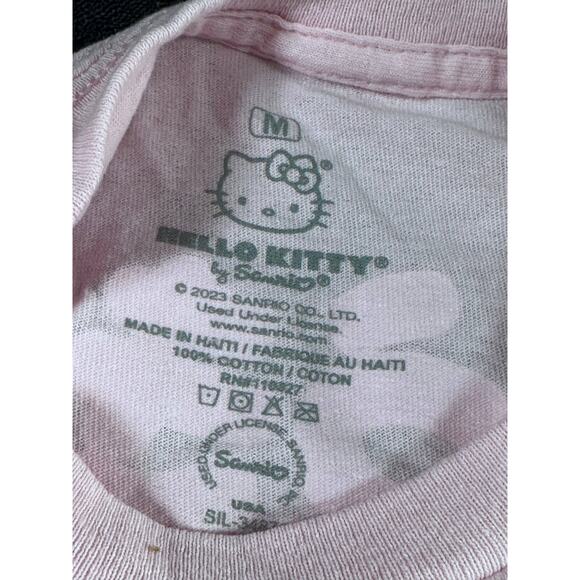 M
HELLO KITTY®
by Sanrio®
© 2023 SANRIO CO., LTD.
Used Under License.
www.sanrio.com
MADE IN HAITI / FABRIQUE AU HAITI
100% COTTON / COTON
USED UNDER LICENSE SANRIO
Sanrio
USA